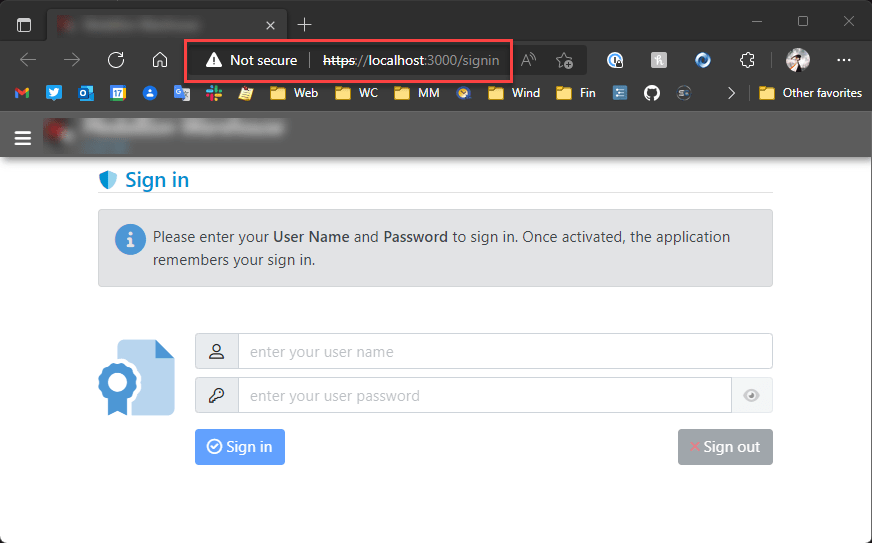 Not secure https://localhost:3000/signin
Web WC MM Wind Fin Other favorites
Sign in
Please enter your User Name and Password to sign in. Once activated, the application
remembers your sign in.
enter your user name
enter your user password
Sign in Sign out